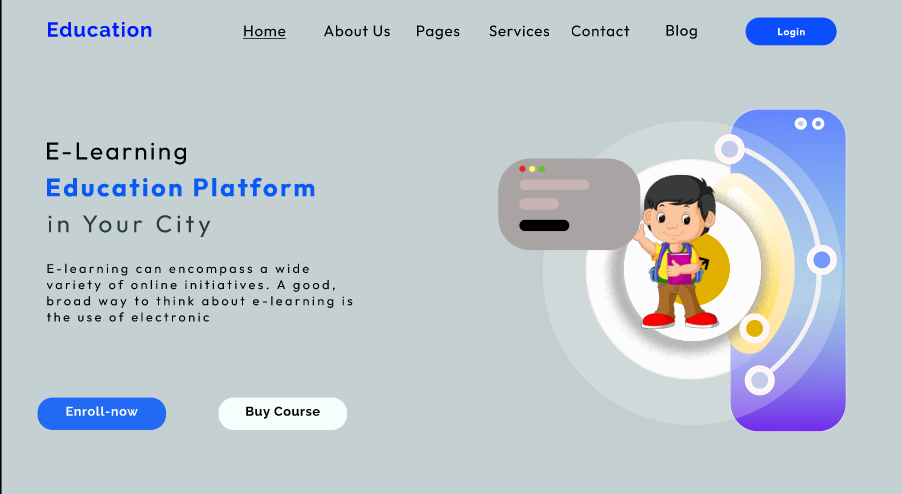 Education
Home About Us Pages Services Contact Blog Login
E-Learning
Education Platform
in Your City
E-learning can encompass a wide
variety of online initiatives. A good,
broad way to think about e-learning is
the use of electronic
Enroll-now Buy Course